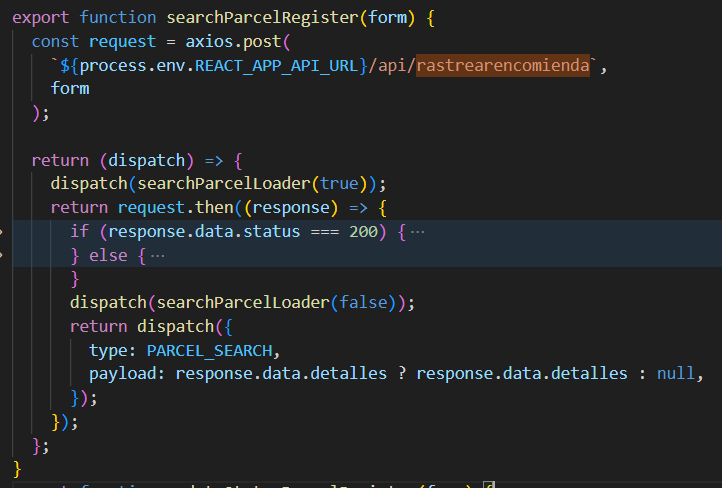 export function searchParcelRegister(form) {
  const request = axios.post(
    `${process.env.REACT_APP_API_URL}/api/rastrearencomienda`,
    form
  );

  return (dispatch) => {
    dispatch(searchParcelLoader(true));
    return request.then((response) => {
      if (response.data.status === 200) {⋯
      } else {⋯
      }
      dispatch(searchParcelLoader(false));
      return dispatch({
        type: PARCEL_SEARCH,
        payload: response.data.detalles ? response.data.detalles : null,
      });
    });
  };
}